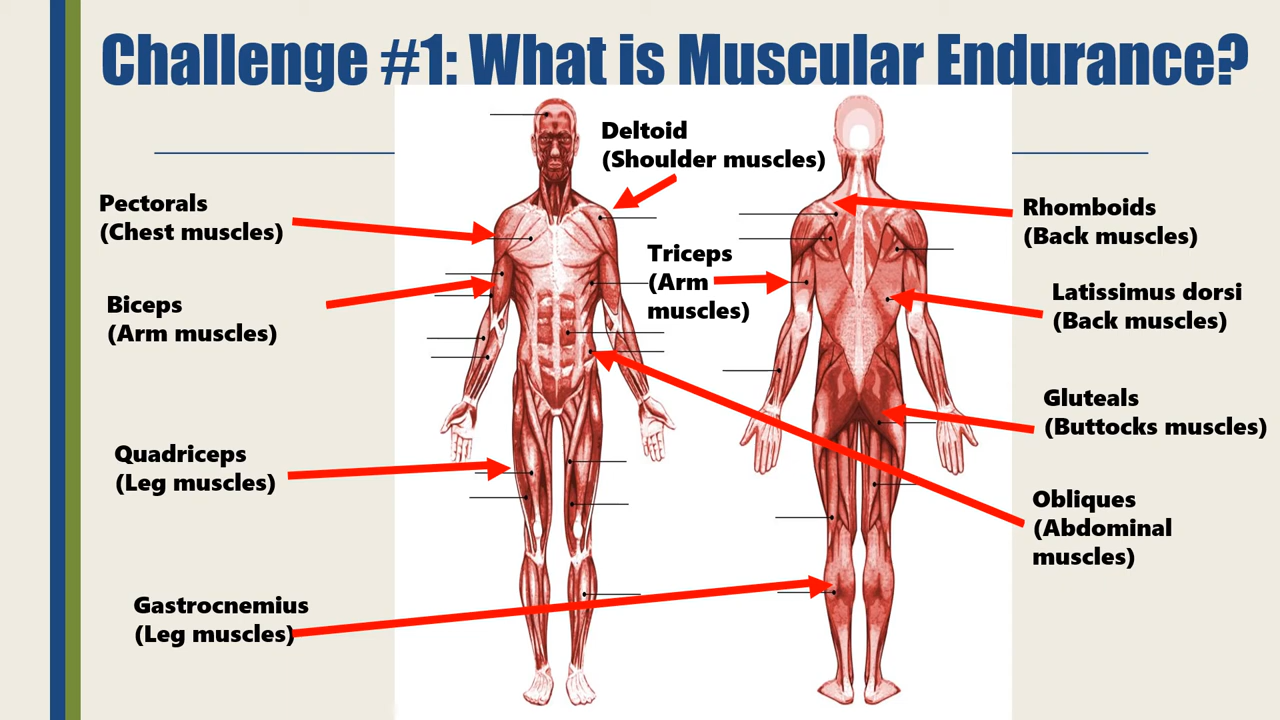 Challenge #1: What is Muscular Endurance?
Deltoid
(Shoulder muscles)
Pectorals
(Chest muscles)
Rhomboids
(Back muscles)
Triceps
(Arm
muscles)
Biceps
(Arm muscles)
Latissimus dorsi
(Back muscles)
Gluteals
(Buttocks muscles)
Quadriceps
(Leg muscles)
Obliques
(Abdominal
muscles)
Gastrocnemius
(Leg muscles)